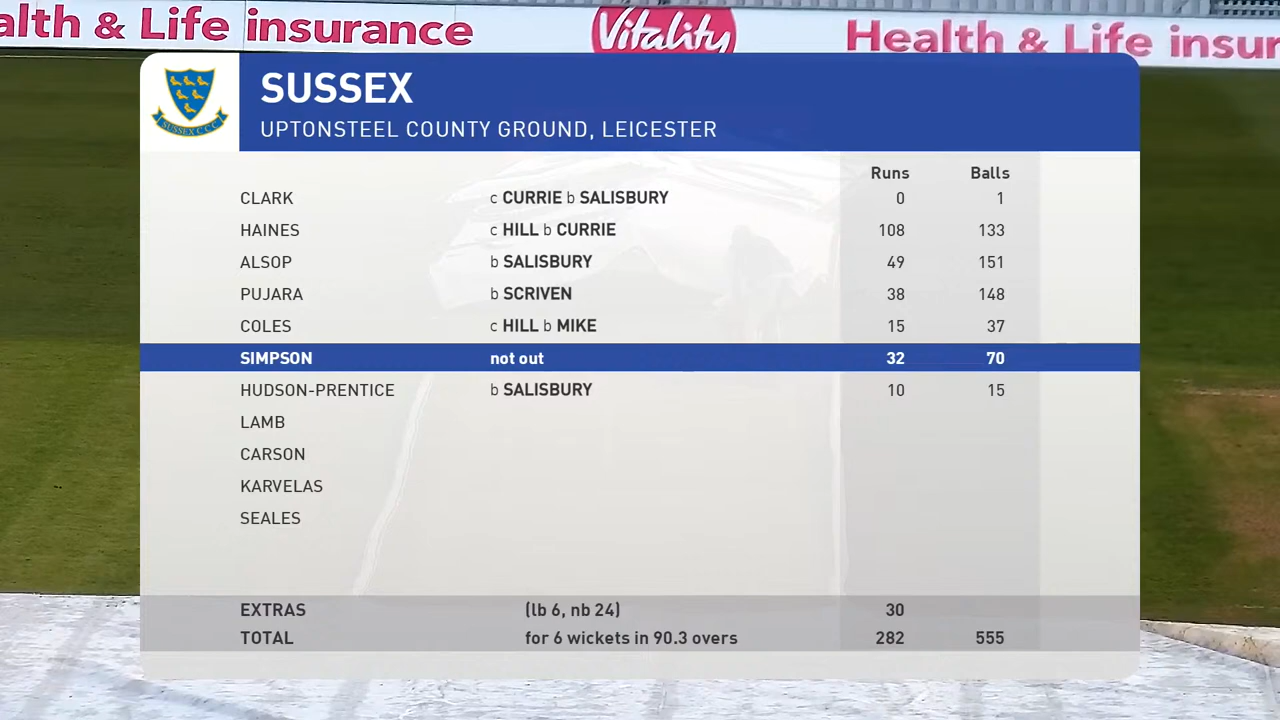 alth & Life insurance Vitality Health & Life insur
SUSSEX
UPTONSTEEL COUNTY GROUND, LEICESTER
SUSSEX C C C
Runs Balls
CLARK c CURRIE b SALISBURY 0 1
HAINES c HILL b CURRIE 108 133
ALSOP b SALISBURY 49 151
PUJARA b SCRIVEN 38 148
COLES c HILL b MIKE 15 37
SIMPSON not out 32 70
HUDSON-PRENTICE b SALISBURY 10 15
LAMB
CARSON
KARVELAS
SEALES
EXTRAS (lb 6, nb 24) 30
TOTAL for 6 wickets in 90.3 overs 282 555